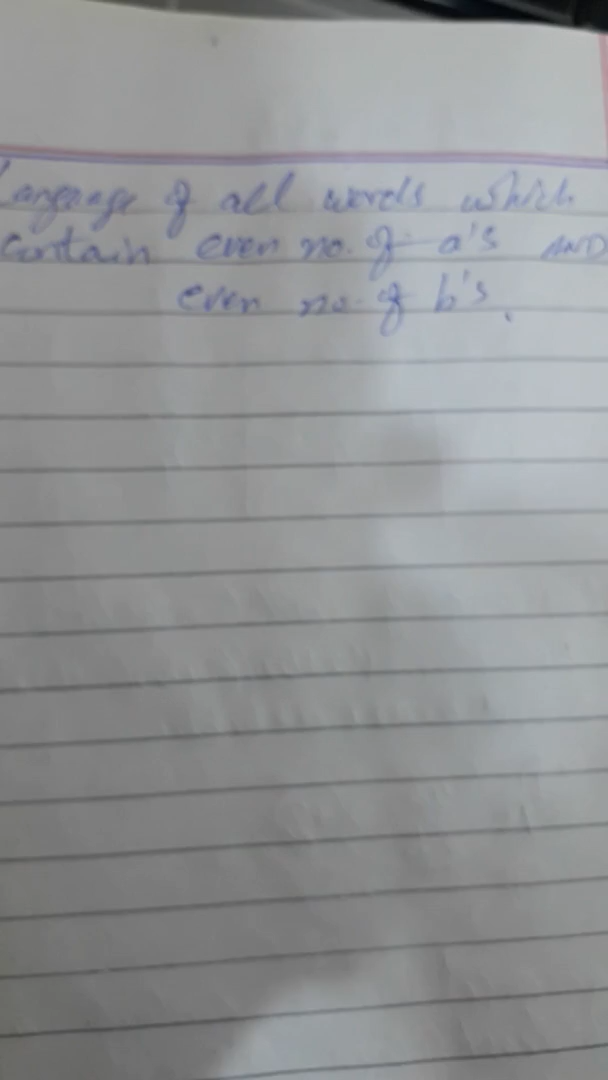 Language of all words which
contain even no. of a's AND
even no. of b's.